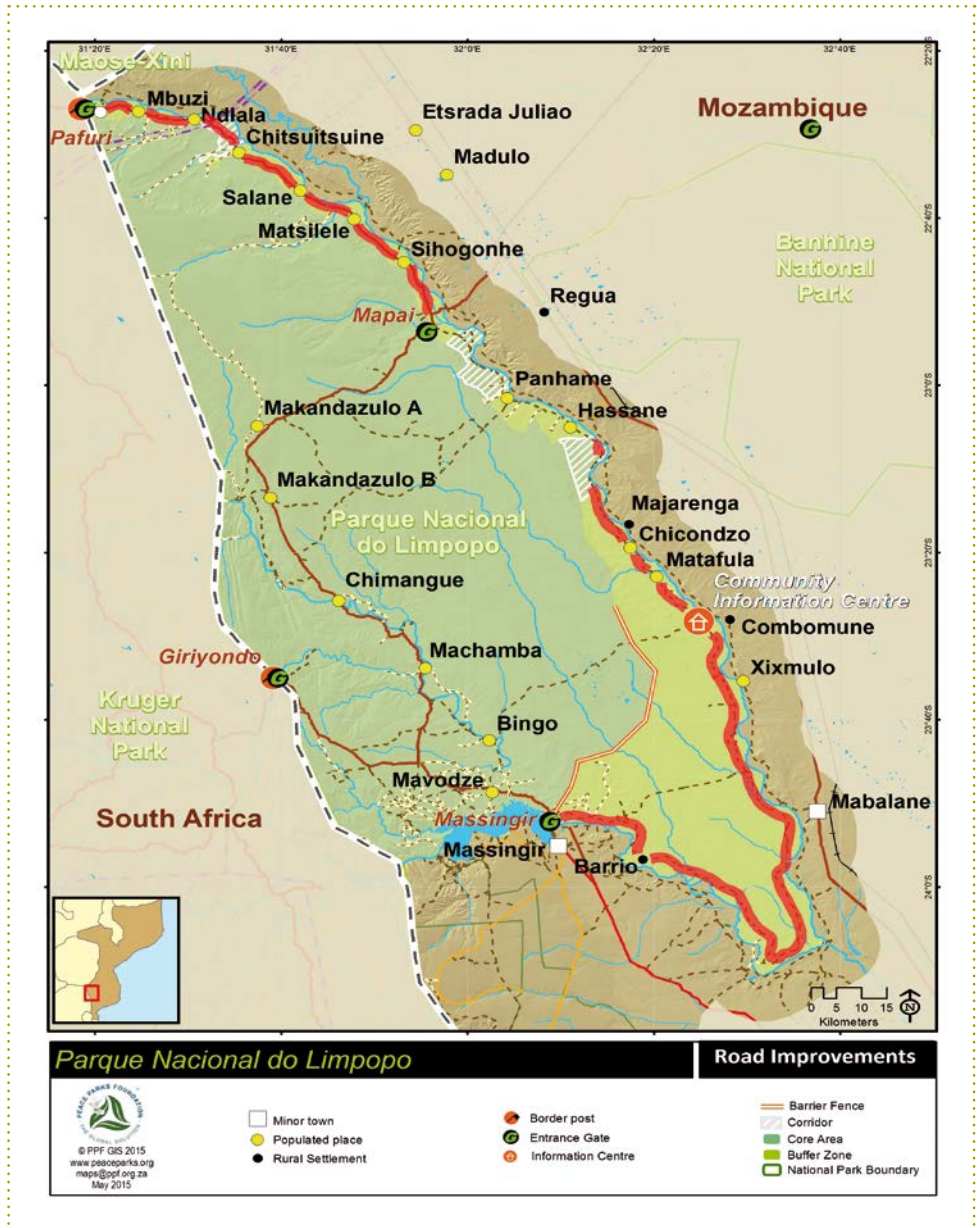 31°20'E
31°40'E
32°0'E
32°20'E
32°40'E
22°20'S
Maose-Xini
Mbuzi
Ndlala
Pafuri
Chitsuitsuine
Etsrada Juliao
Mozambique
Madulo
Salane
22°40'S
Matsilele
Sihogonhe
Banhine
National
Park
Regua
Mapai
Panhame
23°0'S
Hassane
Makandazulo A
Makandazulo B
Majarenga
Parque Nacional
do Limpopo
Chicondzo
23°20'S
Matafula
Chimangue
Community
Information Centre
Combomune
Giriyondo
Machamba
Xixmulo
Kruger
National
Park
Bingo
23°40'S
Mavodze
South Africa
Massingir
Mabalane
Massingir
Barrio
24°0'S
0 5 10 15
Kilometers
N
Parque Nacional do Limpopo
Road Improvements
PEACE PARKS FOUNDATION
THE GLOBAL SOLUTION
© PPF GIS 2015
www.peaceparks.org
maps@ppf.org.za
May 2015
Minor town
Populated place
Rural Settlement
Border post
G Entrance Gate
Information Centre
Barrier Fence
Corridor
Core Area
Buffer Zone
National Park Boundary